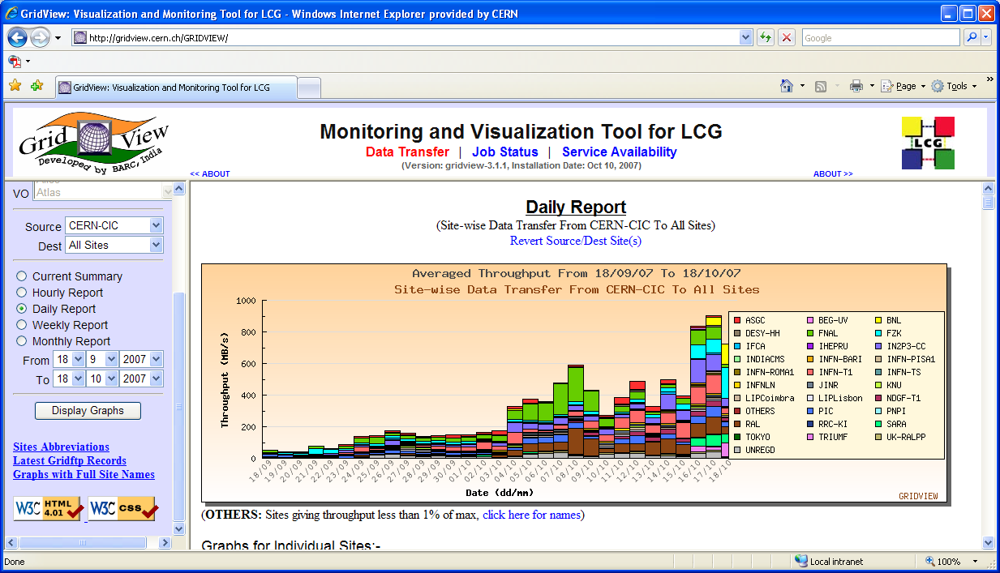 GridView: Visualization and Monitoring Tool for LCG - Windows Internet Explorer provided by CERN
http://gridview.cern.ch/GRIDVIEW/
Google
GridView: Visualization and Monitoring Tool for LCG
Page
Tools
Grid View
Developed by BARC, India
Monitoring and Visualization Tool for LCG
Data Transfer | Job Status | Service Availability
(Version: gridview-3.1.1, Installation Date: Oct 10, 2007)
<< ABOUT
ABOUT >>
LCG
VO
Atlas
Source CERN-CIC
Dest All Sites
Current Summary
Hourly Report
Daily Report
Weekly Report
Monthly Report
From 18 9 2007
To 18 10 2007
Display Graphs
Sites Abbreviations
Latest Gridftp Records
Graphs with Full Site Names
W3C HTML 4.01
W3C css
Daily Report
(Site-wise Data Transfer From CERN-CIC To All Sites)
Revert Source/Dest Site(s)
Averaged Throughput From 18/09/07 To 18/10/07
Site-wise Data Transfer From CERN-CIC To All Sites
Throughput (MB/s)
1000
800
600
400
200
0
18/09
19/09
20/09
21/09
22/09
23/09
24/09
25/09
26/09
27/09
28/09
29/09
30/09
01/10
02/10
03/10
04/10
05/10
06/10
07/10
08/10
09/10
10/10
11/10
12/10
13/10
14/10
15/10
16/10
17/10
18/10
Date (dd/mm)
ASGC BEG-UV BNL
DESY-HH FNAL FZK
IFCA IHEPRU IN2P3-CC
INDIACMS INFN-BARI INFN-PISA1
INFN-ROMA1 INFN-T1 INFN-TS
INFNLN JINR KNU
LIPCoimbra LIPLisbon NDGF-T1
OTHERS PIC PNPI
RAL RRC-KI SARA
TOKYO TRIUMF UK-RALPP
UNREGD
GRIDVIEW
(OTHERS: Sites giving throughput less than 1% of max, click here for names)
Graphs for Individual Sites:-
Done
Local intranet
100%